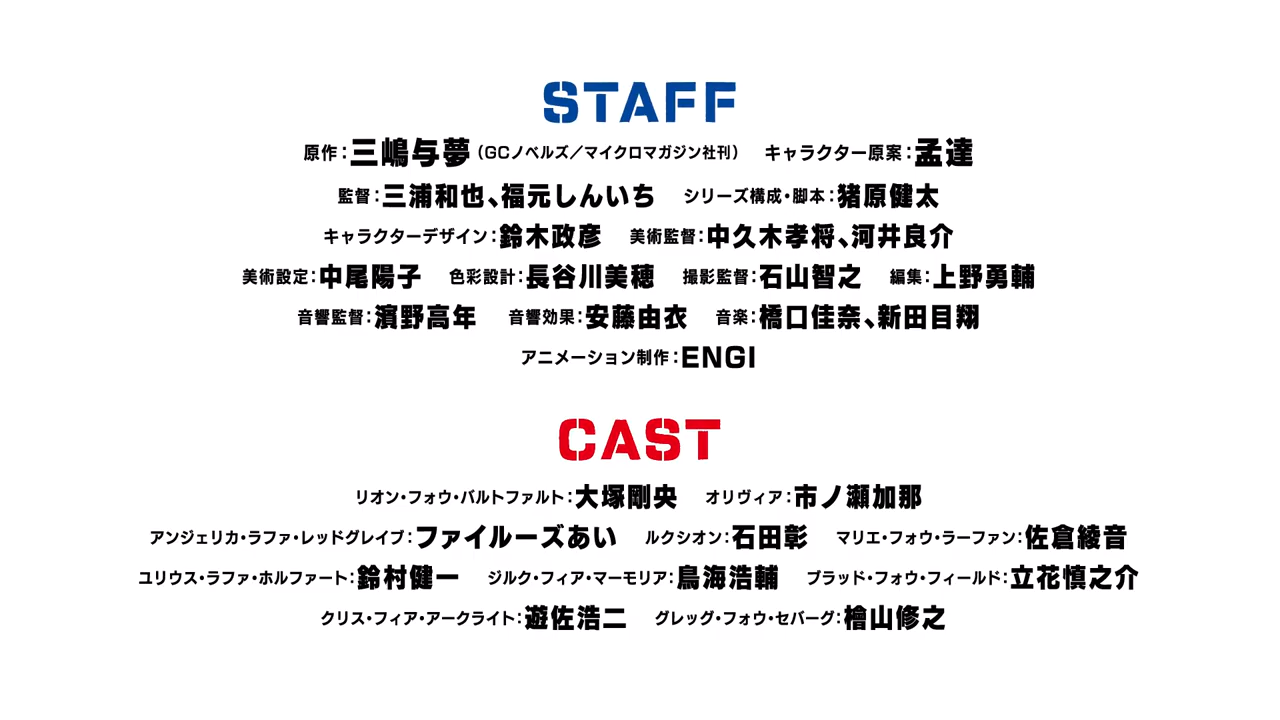 STAFF
原作：三嶋与夢（GCノベルズ／マイクロマガジン社刊）　キャラクター原案：孟達
監督：三浦和也、福元しんいち　シリーズ構成・脚本：猪原健太
キャラクターデザイン：鈴木政彦　美術監督：中久木孝将、河井良介
美術設定：中尾陽子　色彩設計：長谷川美穂　撮影監督：石山智之　編集：上野勇輔
音響監督：濱野高年　音響効果：安藤由衣　音楽：橋口佳奈、新田目翔
アニメーション制作：ENGI
CAST
リオン・フォウ・バルトファルト：大塚剛央　オリヴィア：市ノ瀬加那
アンジェリカ・ラファ・レッドグレイブ：ファイルーズあい　ルクシオン：石田彰　マリエ・フォウ・ラーファン：佐倉綾音
ユリウス・ラファ・ホルファート：鈴村健一　ジルク・フィア・マーモリア：鳥海浩輔　ブラッド・フォウ・フィールド：立花慎之介
クリス・フィア・アークライト：遊佐浩二　グレッグ・フォウ・セバーグ：檜山修之